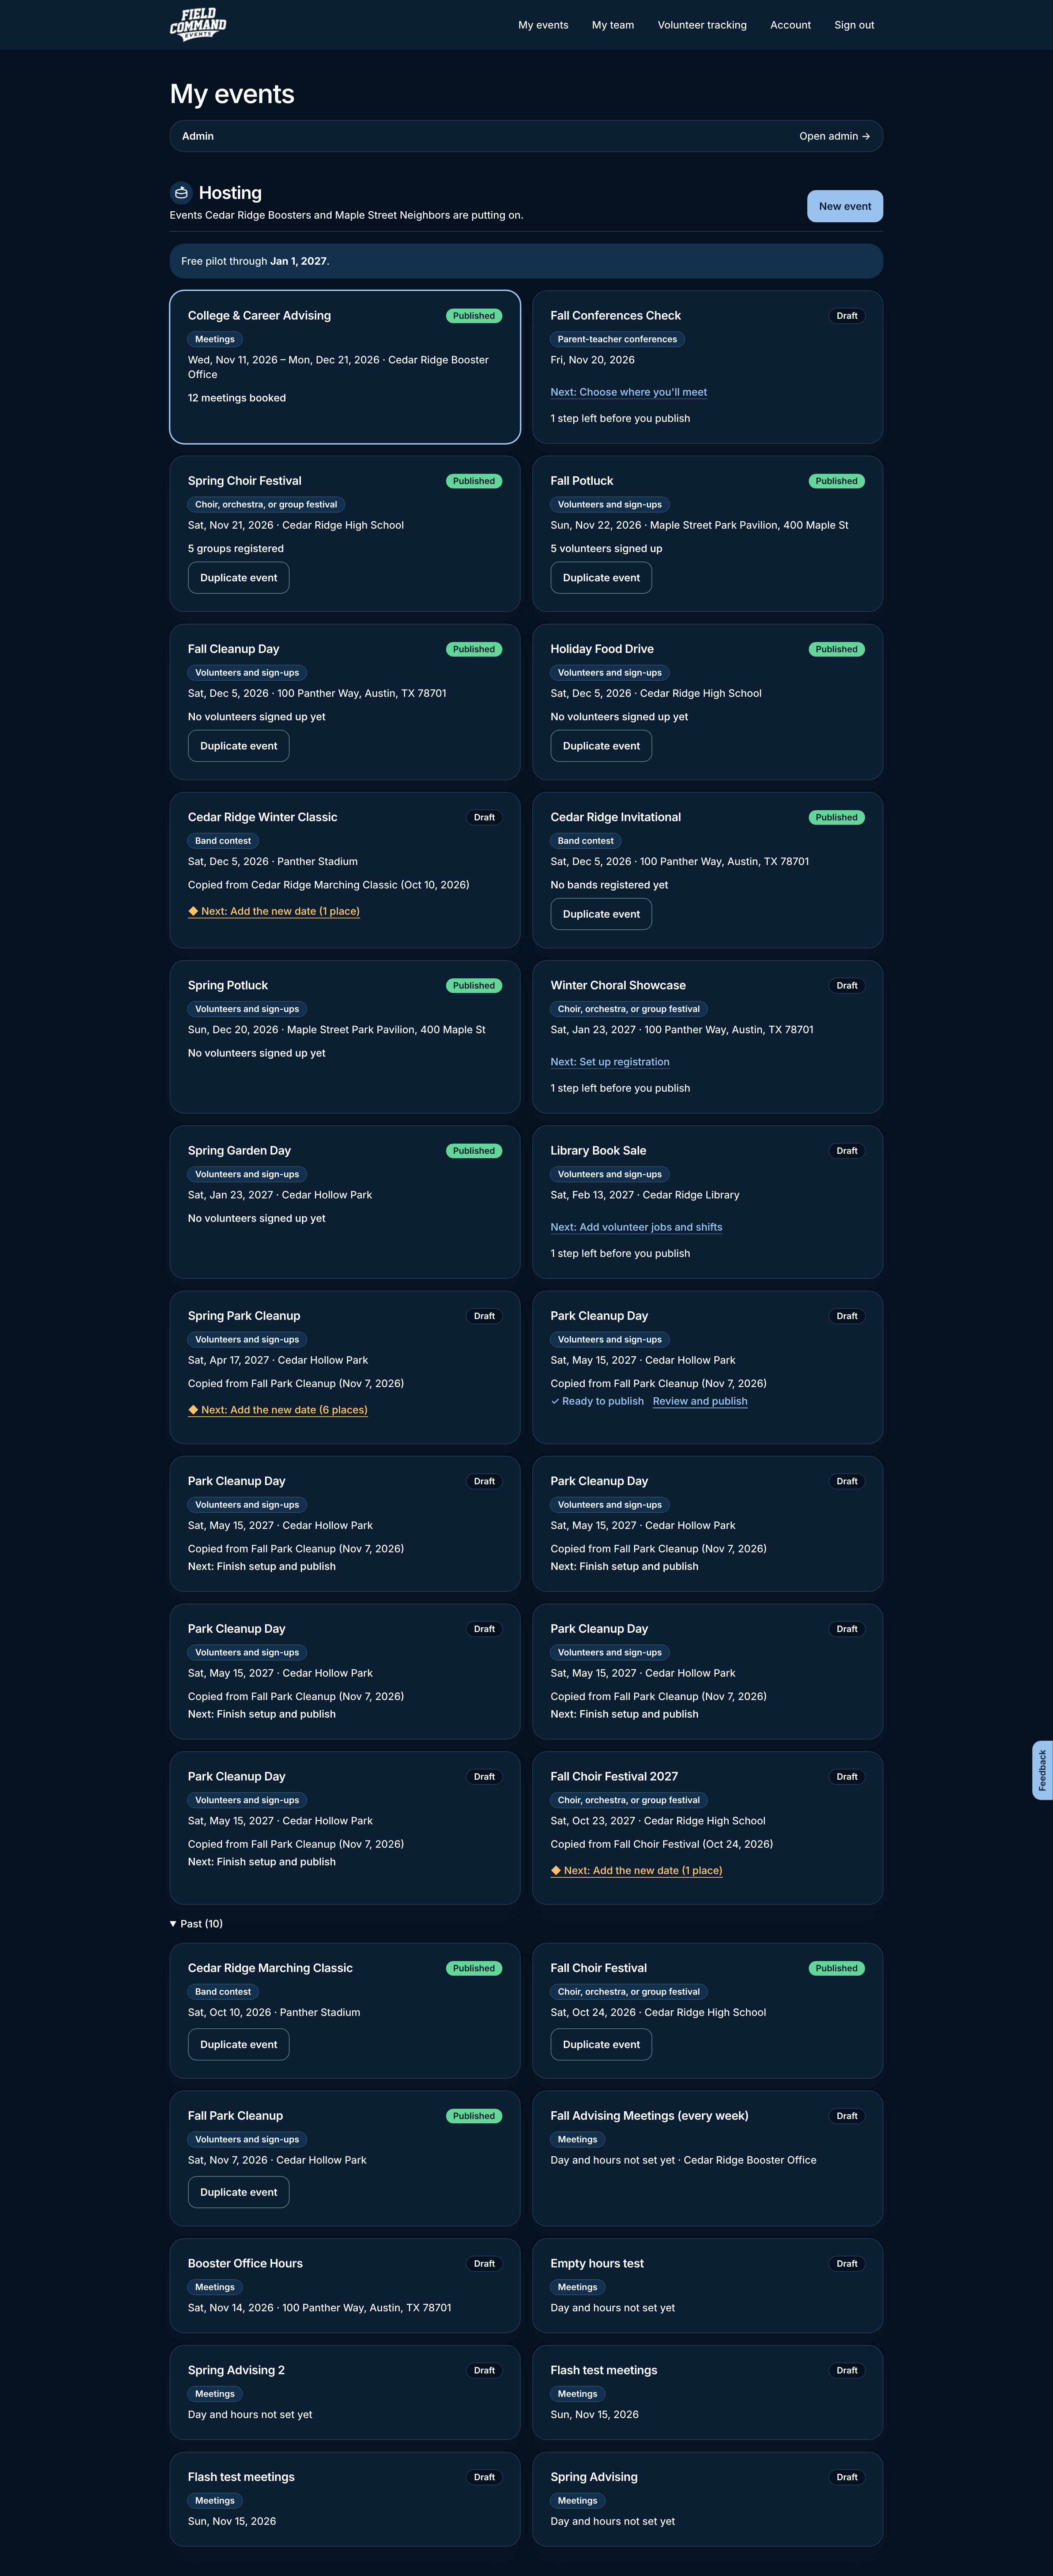 FIELD
COMMAND
EVENTS
My events
My team
Volunteer tracking
Account
Sign out
My events
Admin
Open admin →
Hosting
Events Cedar Ridge Boosters and Maple Street Neighbors are putting on.
New event
Free pilot through Jan 1, 2027.
College & Career Advising
Published
Meetings
Wed, Nov 11, 2026 – Mon, Dec 21, 2026 · Cedar Ridge Booster
Office
12 meetings booked
Fall Conferences Check
Draft
Parent-teacher conferences
Fri, Nov 20, 2026
Next: Choose where you'll meet
1 step left before you publish
Spring Choir Festival
Published
Choir, orchestra, or group festival
Sat, Nov 21, 2026 · Cedar Ridge High School
5 groups registered
Duplicate event
Fall Potluck
Published
Volunteers and sign-ups
Sun, Nov 22, 2026 · Maple Street Park Pavilion, 400 Maple St
5 volunteers signed up
Duplicate event
Fall Cleanup Day
Published
Volunteers and sign-ups
Sat, Dec 5, 2026 · 100 Panther Way, Austin, TX 78701
No volunteers signed up yet
Duplicate event
Holiday Food Drive
Published
Volunteers and sign-ups
Sat, Dec 5, 2026 · Cedar Ridge High School
No volunteers signed up yet
Duplicate event
Cedar Ridge Winter Classic
Draft
Band contest
Sat, Dec 5, 2026 · Panther Stadium
Copied from Cedar Ridge Marching Classic (Oct 10, 2026)
◆ Next: Add the new date (1 place)
Cedar Ridge Invitational
Published
Band contest
Sat, Dec 5, 2026 · 100 Panther Way, Austin, TX 78701
No bands registered yet
Duplicate event
Spring Potluck
Published
Volunteers and sign-ups
Sun, Dec 20, 2026 · Maple Street Park Pavilion, 400 Maple St
No volunteers signed up yet
Winter Choral Showcase
Draft
Choir, orchestra, or group festival
Sat, Jan 23, 2027 · 100 Panther Way, Austin, TX 78701
Next: Set up registration
1 step left before you publish
Spring Garden Day
Published
Volunteers and sign-ups
Sat, Jan 23, 2027 · Cedar Hollow Park
No volunteers signed up yet
Library Book Sale
Draft
Volunteers and sign-ups
Sat, Feb 13, 2027 · Cedar Ridge Library
Next: Add volunteer jobs and shifts
1 step left before you publish
Spring Park Cleanup
Draft
Volunteers and sign-ups
Sat, Apr 17, 2027 · Cedar Hollow Park
Copied from Fall Park Cleanup (Nov 7, 2026)
◆ Next: Add the new date (6 places)
Park Cleanup Day
Draft
Volunteers and sign-ups
Sat, May 15, 2027 · Cedar Hollow Park
Copied from Fall Park Cleanup (Nov 7, 2026)
✓ Ready to publish Review and publish
Park Cleanup Day
Draft
Volunteers and sign-ups
Sat, May 15, 2027 · Cedar Hollow Park
Copied from Fall Park Cleanup (Nov 7, 2026)
Next: Finish setup and publish
Park Cleanup Day
Draft
Volunteers and sign-ups
Sat, May 15, 2027 · Cedar Hollow Park
Copied from Fall Park Cleanup (Nov 7, 2026)
Next: Finish setup and publish
Park Cleanup Day
Draft
Volunteers and sign-ups
Sat, May 15, 2027 · Cedar Hollow Park
Copied from Fall Park Cleanup (Nov 7, 2026)
Next: Finish setup and publish
Park Cleanup Day
Draft
Volunteers and sign-ups
Sat, May 15, 2027 · Cedar Hollow Park
Copied from Fall Park Cleanup (Nov 7, 2026)
Next: Finish setup and publish
Park Cleanup Day
Draft
Volunteers and sign-ups
Sat, May 15, 2027 · Cedar Hollow Park
Copied from Fall Park Cleanup (Nov 7, 2026)
Next: Finish setup and publish
Fall Choir Festival 2027
Draft
Choir, orchestra, or group festival
Sat, Oct 23, 2027 · Cedar Ridge High School
Copied from Fall Choir Festival (Oct 24, 2026)
◆ Next: Add the new date (1 place)
Feedback
▼ Past (10)
Cedar Ridge Marching Classic
Published
Band contest
Sat, Oct 10, 2026 · Panther Stadium
Duplicate event
Fall Choir Festival
Published
Choir, orchestra, or group festival
Sat, Oct 24, 2026 · Cedar Ridge High School
Duplicate event
Fall Park Cleanup
Published
Volunteers and sign-ups
Sat, Nov 7, 2026 · Cedar Hollow Park
Duplicate event
Fall Advising Meetings (every week)
Draft
Meetings
Day and hours not set yet · Cedar Ridge Booster Office
Booster Office Hours
Draft
Meetings
Sat, Nov 14, 2026 · 100 Panther Way, Austin, TX 78701
Empty hours test
Draft
Meetings
Day and hours not set yet
Spring Advising 2
Draft
Meetings
Day and hours not set yet
Flash test meetings
Draft
Meetings
Sun, Nov 15, 2026
Flash test meetings
Draft
Meetings
Sun, Nov 15, 2026
Spring Advising
Draft
Meetings
Day and hours not set yet